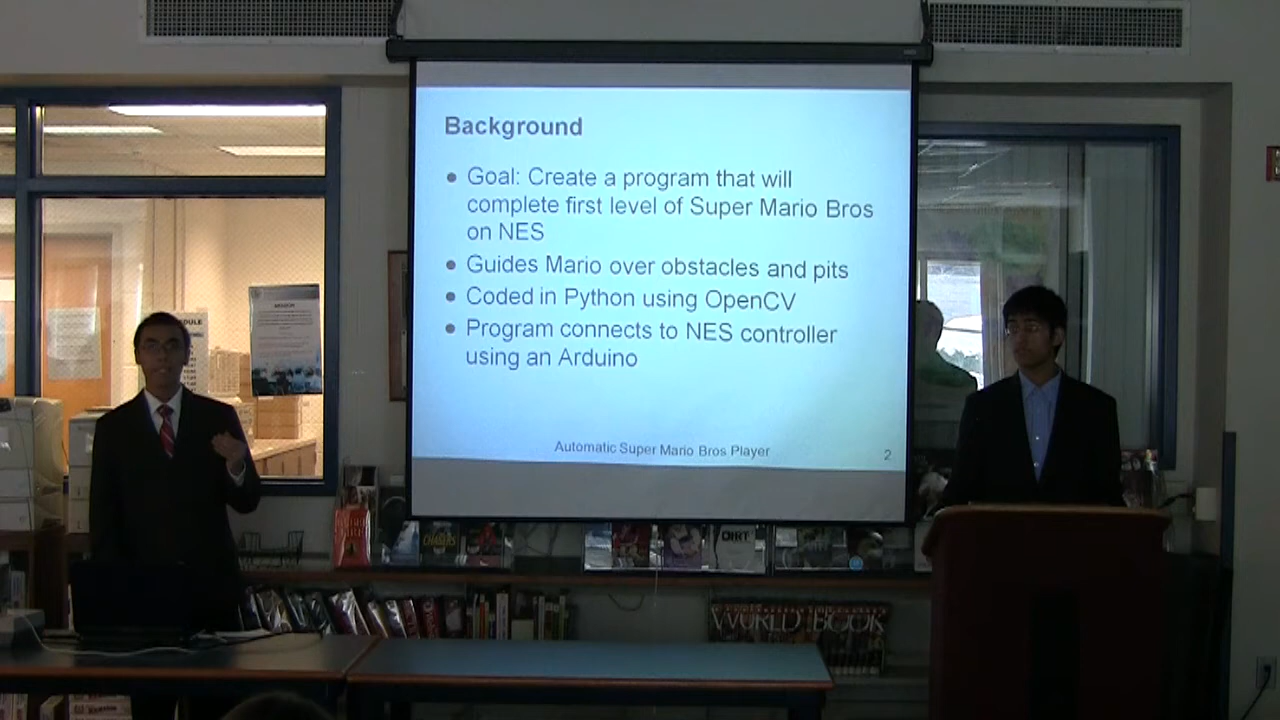 Background
Goal: Create a program that will
complete first level of Super Mario Bros
on NES
Guides Mario over obstacles and pits
Coded in Python using OpenCV
Program connects to NES controller
using an Arduino
Automatic Super Mario Bros Player
2
DIRT
WORLD BOOK